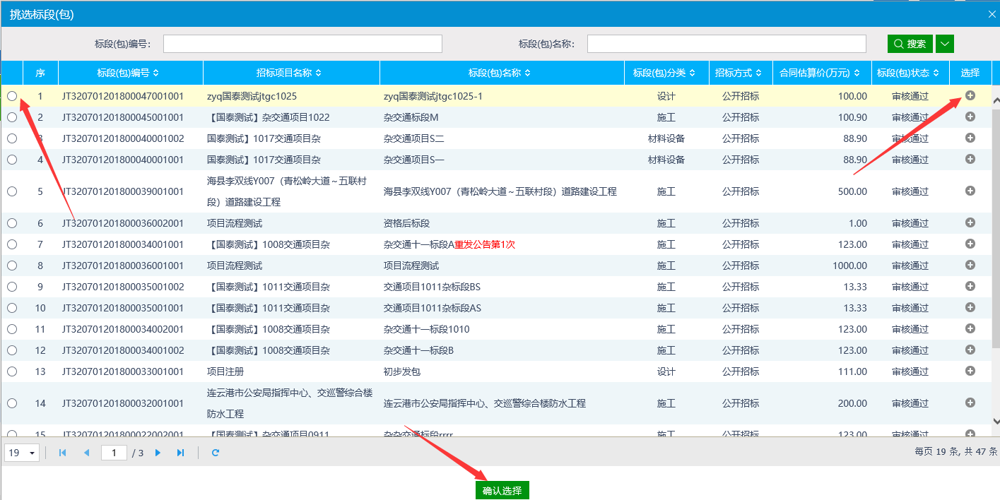 挑选标段(包)
标段(包)编号： 标段(包)名称： 搜索
序 标段(包)编号 招标项目名称 标段(包)名称 标段(包)分类 招标方式 合同估算价(万元) 标段(包)状态 选择
1 JT320701201800047001001 zyq国泰测试jtgc1025 zyq国泰测试jtgc1025-1 设计 公开招标 100.00 审核通过
2 JT320701201800045001001 【国泰测试】杂交通项目1022 杂交通标段M 施工 公开招标 100.90 审核通过
3 JT320701201800040001002 国泰测试】1017交通项目杂 杂交通项目S二 材料设备 公开招标 88.90 审核通过
4 JT320701201800040001001 国泰测试】1017交通项目杂 杂交通项目S一 材料设备 公开招标 88.90 审核通过
5 JT320701201800039001001 海县李双线Y007（青松岭大道～五联村段）道路建设工程 海县李双线Y007（青松岭大道～五联村段）道路建设工程 施工 公开招标 500.00 审核通过
6 JT320701201800036002001 项目流程测试 资格后标段 施工 公开招标 1.00 审核通过
7 JT320701201800034001001 【国泰测试】1008交通项目杂 杂交通十一标段A重发公告第1次 施工 公开招标 123.00 审核通过
8 JT320701201800036001001 项目流程测试 项目流程测试 施工 公开招标 1000.00 审核通过
9 JT320701201800035001002 【国泰测试】1011交通项目杂 交通项目1011杂标段BS 施工 公开招标 13.33 审核通过
10 JT320701201800035001001 【国泰测试】1011交通项目杂 交通项目1011杂标段AS 施工 公开招标 13.33 审核通过
11 JT320701201800034002001 【国泰测试】1008交通项目杂 杂交通十一标段1010 施工 公开招标 123.00 审核通过
12 JT320701201800034001002 【国泰测试】1008交通项目杂 杂交通十一标段B 施工 公开招标 123.00 审核通过
13 JT320701201800033001001 项目注册 初步发包 设计 公开招标 111.00 审核通过
14 JT320701201800032001001 连云港市公安局指挥中心、交巡警综合楼防水工程 连云港市公安局指挥中心、交巡警综合楼防水工程 施工 公开招标 200.00 审核通过
15 JT320701201800022002001 【国泰测试】杂交通项目0911 杂杂交通标段rrrr 施工 公开招标 123.00 审核通过
19 1 / 3 每页 19 条, 共 47 条
确认选择